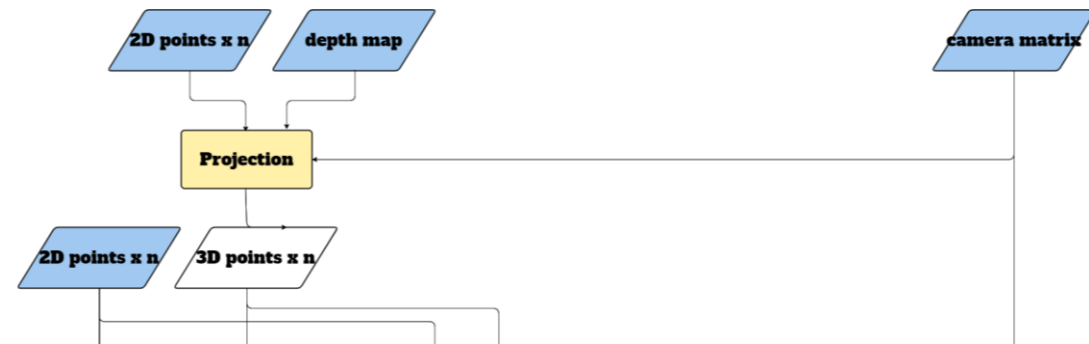 2D points x n
depth map
camera matrix
Projection
2D points x n
3D points x n